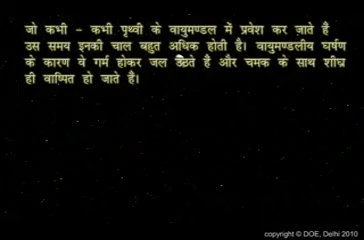 जो कभी - कभी पृथ्वी के वायुमण्डल में प्रवेश कर जाते है
उस समय इनकी चाल बहुत अधिक होती है। वायुमण्डलीय घर्षण
के कारण वे गर्म होकर जल उठते है और चमक के साथ शीघ्र
ही वाष्पित हो जाते है।
copyright © DOE, Delhi 2010